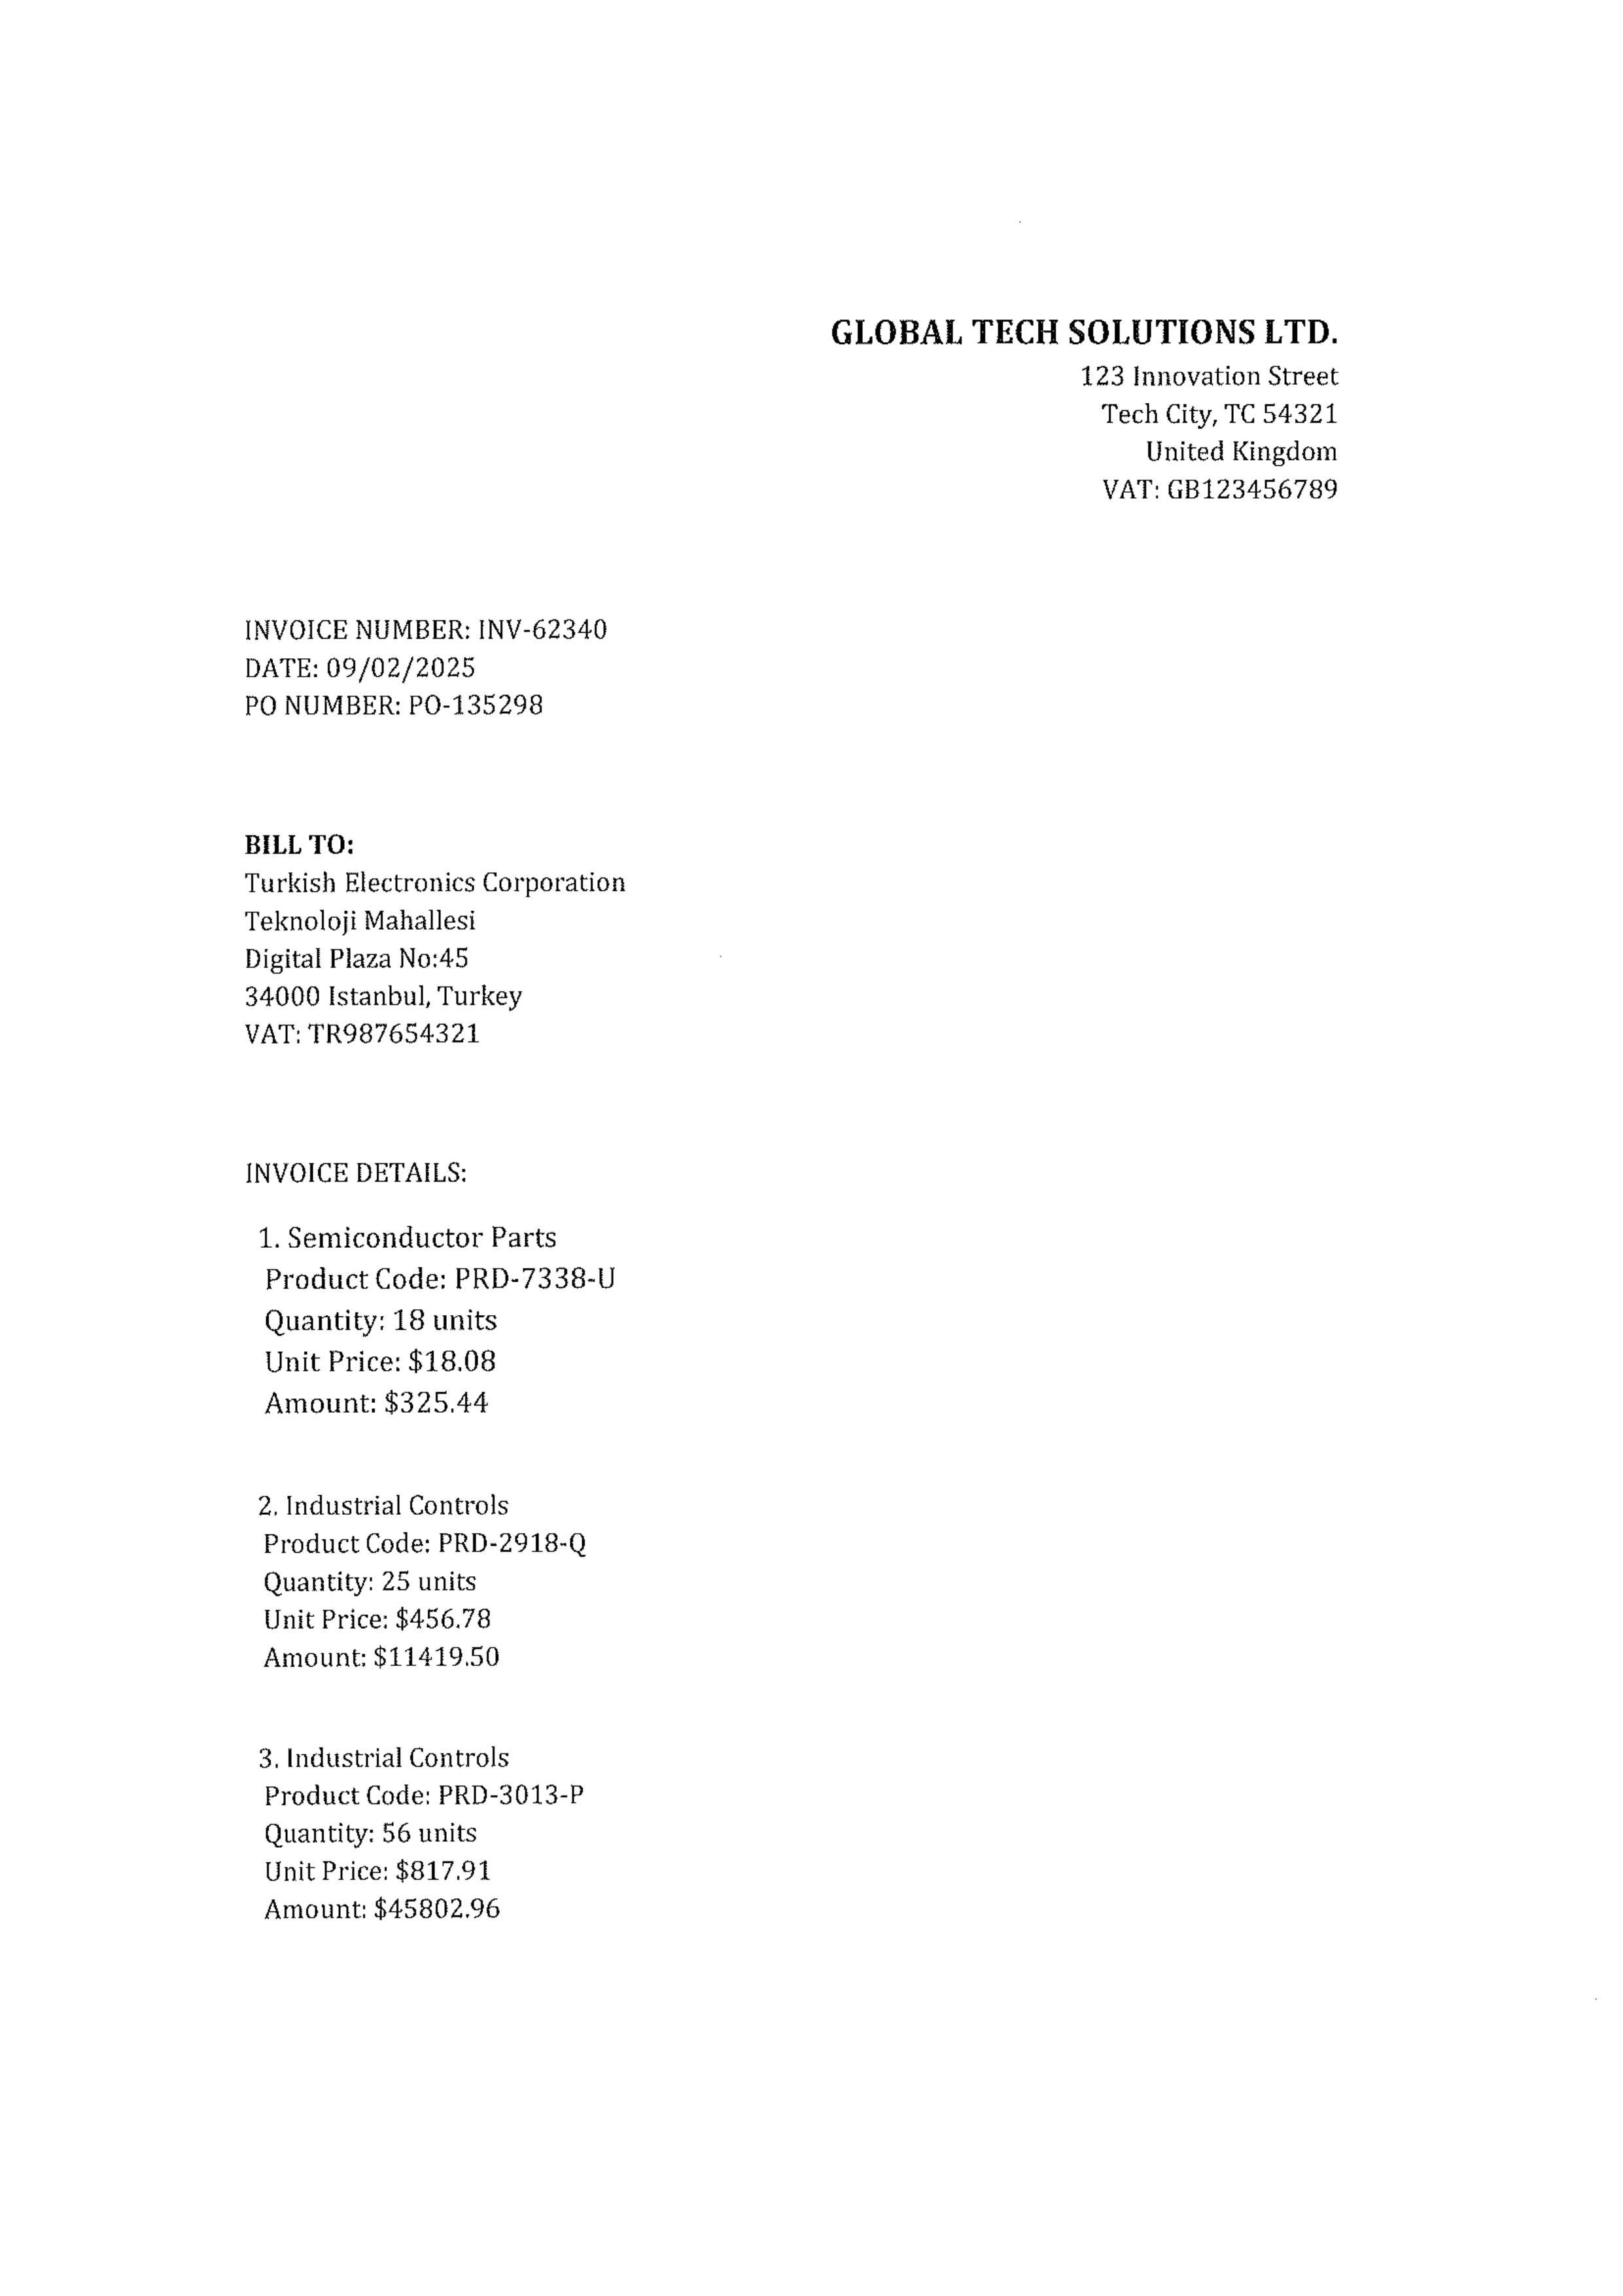 GLOBAL TECH SOLUTIONS LTD.
123 Innovation Street
Tech City, TC 54321
United Kingdom
VAT: GB123456789
INVOICE NUMBER: INV-62340
DATE: 09/02/2025
PO NUMBER: PO-135298
BILL TO:
Turkish Electronics Corporation
Teknoloji Mahallesi
Digital Plaza No:45
34000 Istanbul, Turkey
VAT: TR987654321
INVOICE DETAILS:
1. Semiconductor Parts
Product Code: PRD-7338-U
Quantity: 18 units
Unit Price: $18.08
Amount: $325.44
2. Industrial Controls
Product Code: PRD-2918-Q
Quantity: 25 units
Unit Price: $456.78
Amount: $11419.50
3. Industrial Controls
Product Code: PRD-3013-P
Quantity: 56 units
Unit Price: $817.91
Amount: $45802.96